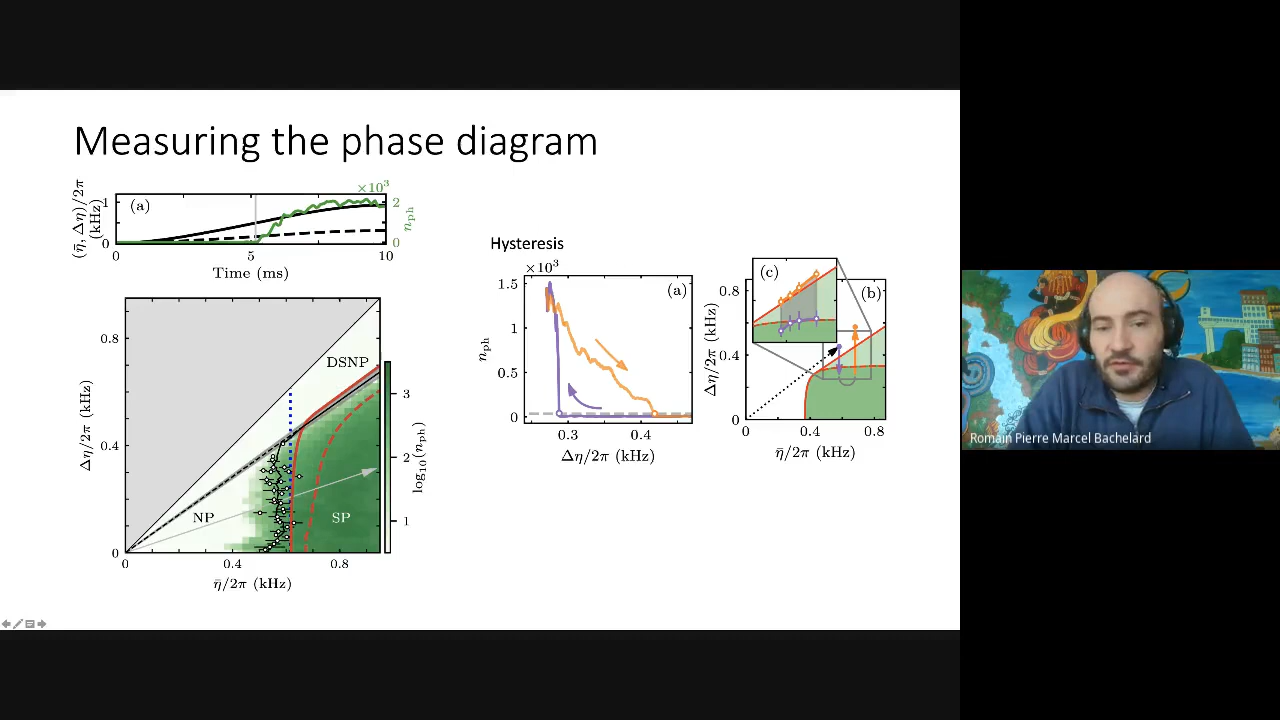 Measuring the phase diagram
(η̄, Δη)/2π
(kHz)
1
0
(a)
×10³
2
0
n_ph
0
5
10
Time (ms)
0.8
0.4
0
Δη/2π (kHz)
DSNP
NP
SP
0
0.4
0.8
η̄/2π (kHz)
3
2
1
log₁₀(n_ph)
Hysteresis
×10³
1.5
1
0.5
0
n_ph
(a)
0.3
0.4
Δη/2π (kHz)
(c)
(b)
0.8
0.4
0
Δη/2π (kHz)
0
0.4
0.8
η̄/2π (kHz)
Romain Pierre Marcel Bachelard